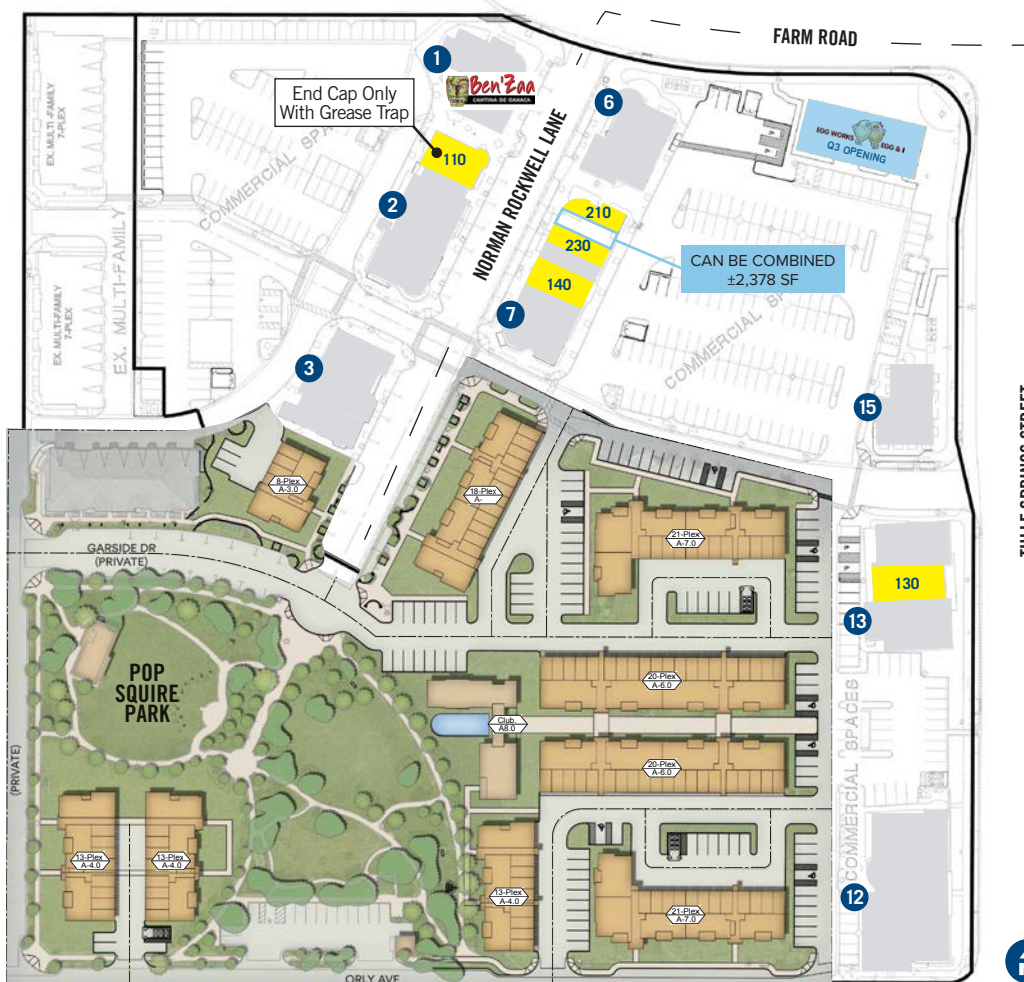 FARM ROAD
1
Ben'Zaa
CANTINA DE OAXACA
End Cap Only
With Grease Trap
EX. MULTI-FAMILY
7-PLEX
COMMERCIAL SPACES
110
2
NORMAN ROCKWELL LANE
6
EGG WORKS
EGG & I
Q3 OPENING
210
230
CAN BE COMBINED
±2,378 SF
140
7
EX. MULTI-FAMILY
7-PLEX
EX. MULTI-FAMILY
COMMERCIAL SPACES
3
15
TULE SPRINGS STREET
8-Plex
A-3.0
18-Plex
A-
21-Plex
A-7.0
GARSIDE DR
(PRIVATE)
130
13
POP
SQUIRE
PARK
20-Plex
A-6.0
Club.
A8.0
20-Plex
A-6.0
(PRIVATE)
COMMERCIAL SPACES
13-Plex
A-4.0
13-Plex
A-4.0
13-Plex
A-4.0
21-Plex
A-7.0
12
ORLY AVE